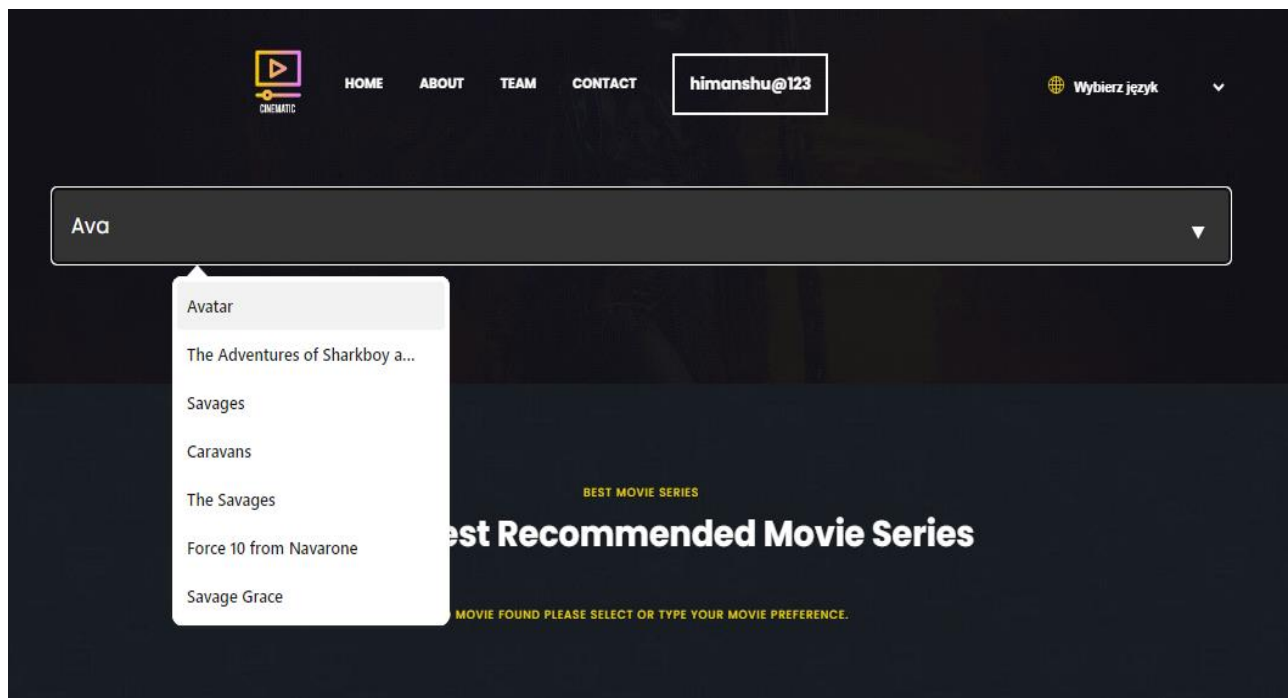 CINEMATIC
HOME ABOUT TEAM CONTACT himanshu@123 Wybierz język
Ava
Avatar
The Adventures of Sharkboy a...
Savages
Caravans
The Savages
Force 10 from Navarone
Savage Grace
BEST MOVIE SERIES
est Recommended Movie Series
MOVIE FOUND PLEASE SELECT OR TYPE YOUR MOVIE PREFERENCE.